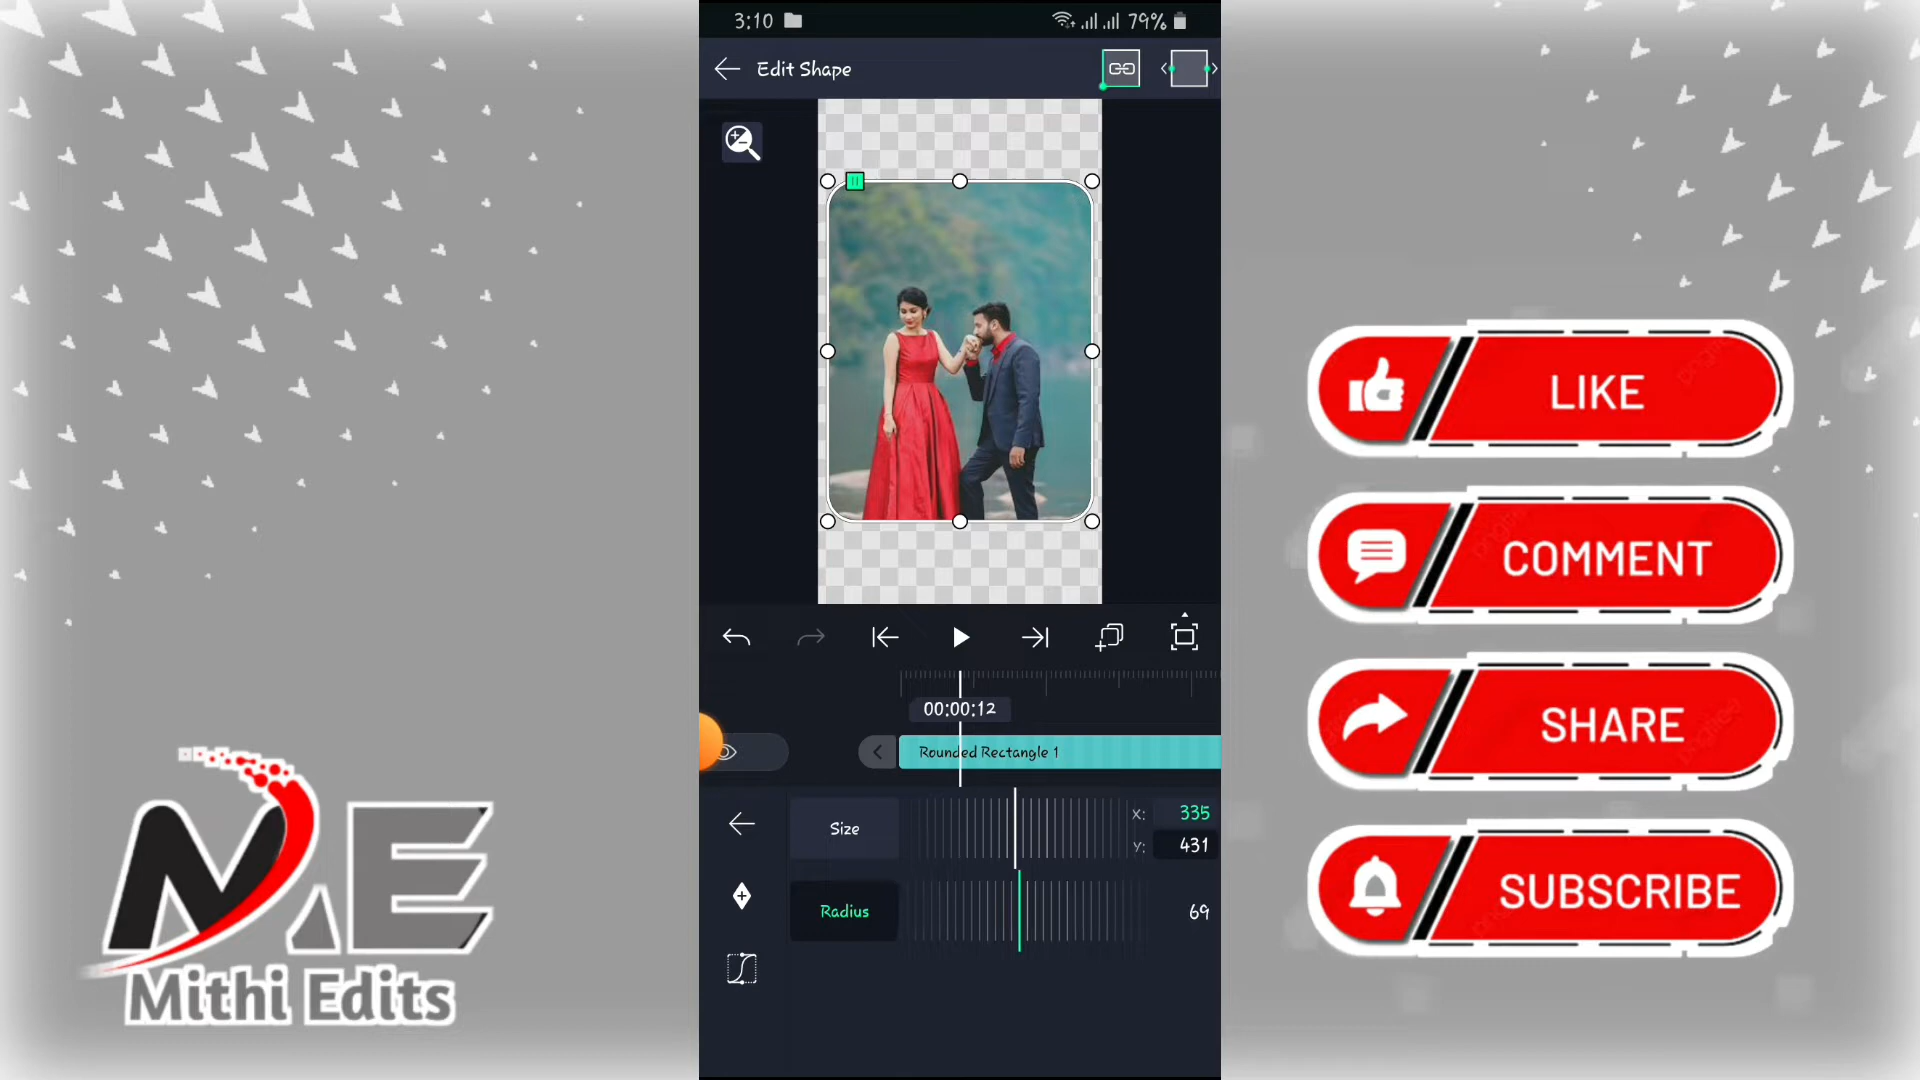 3:10
79%
Edit Shape
00:00:12
Rounded Rectangle 1
Size
X: 335
Y: 431
Radius
69
LIKE
COMMENT
SHARE
SUBSCRIBE
ME
Mithi Edits